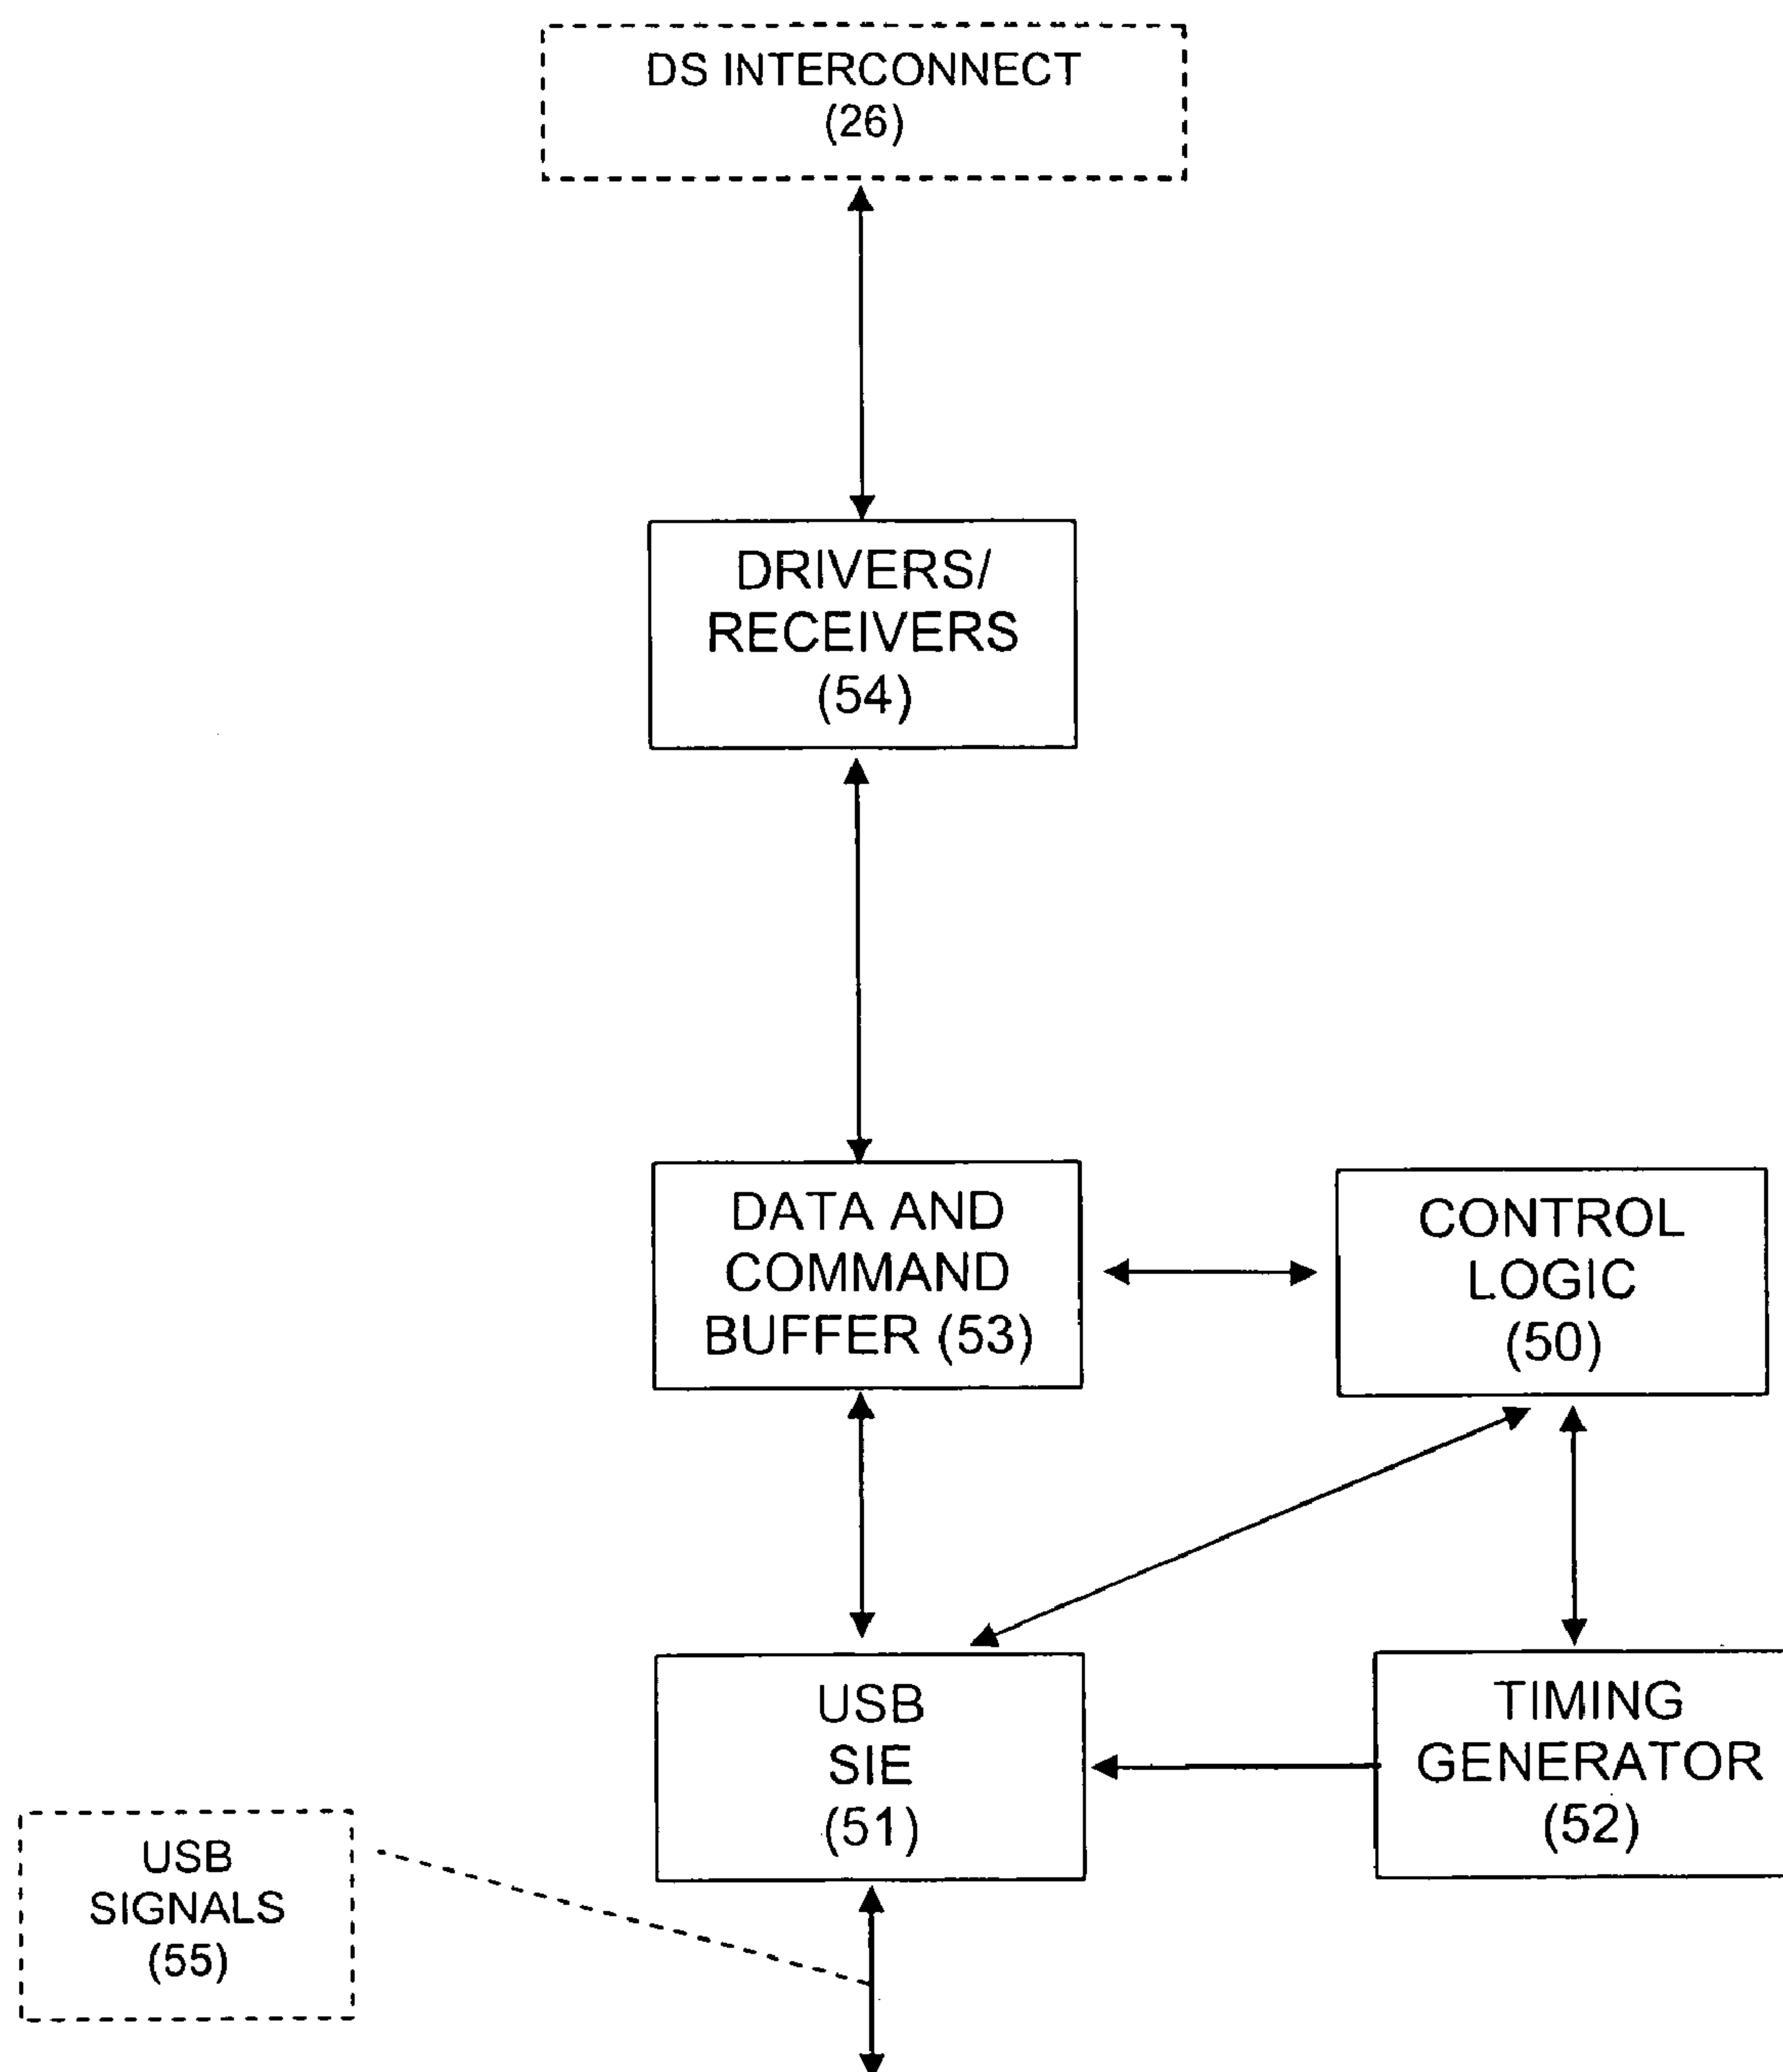 DS INTERCONNECT
(26)
DRIVERS/
RECEIVERS
(54)
DATA AND
COMMAND
BUFFER (53)
CONTROL
LOGIC
(50)
USB
SIE
(51)
TIMING
GENERATOR
(52)
USB
SIGNALS
(55)